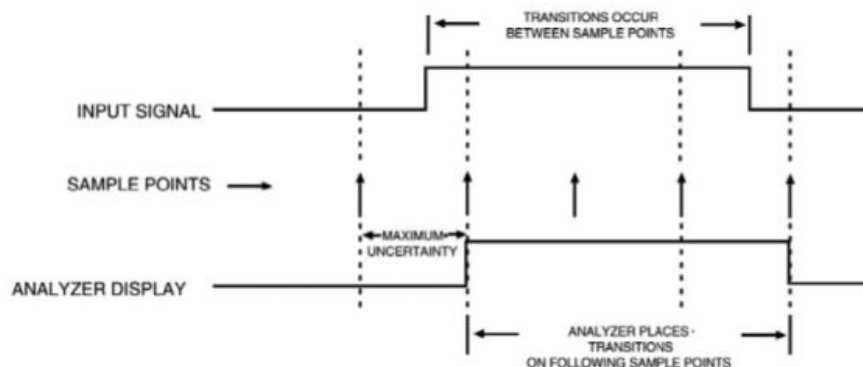 TRANSITIONS OCCUR
BETWEEN SAMPLE POINTS
INPUT SIGNAL
SAMPLE POINTS
MAXIMUM
UNCERTAINTY
ANALYZER DISPLAY
ANALYZER PLACES
TRANSITIONS
ON FOLLOWING SAMPLE POINTS